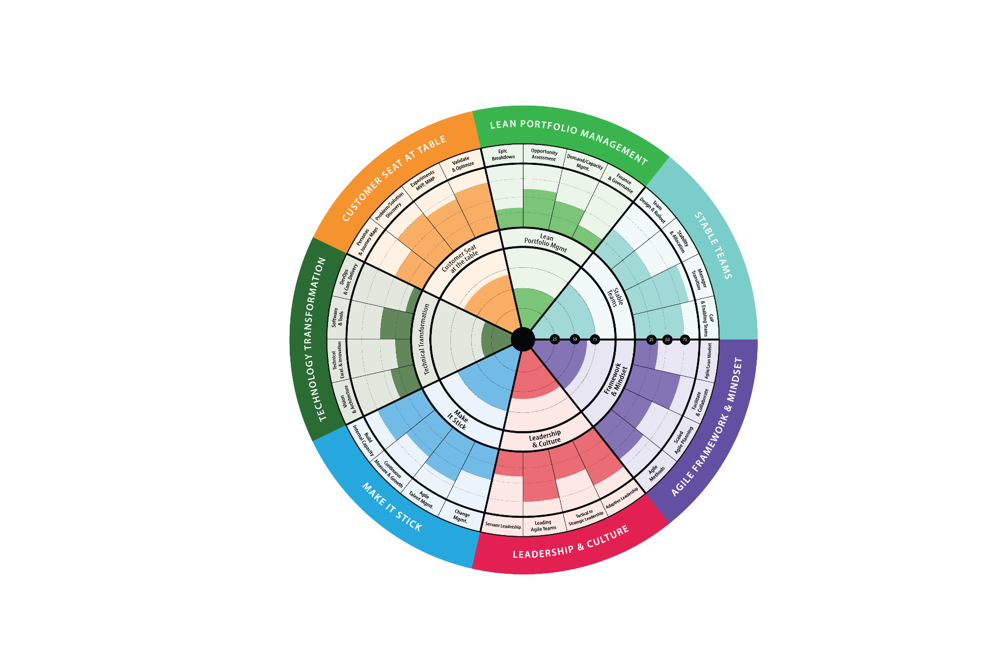 LEAN PORTFOLIO MANAGEMENT
Epic
Breakdown
Opportunity
Assessment
Demand/Capacity
Mgmt.
Finance
& Governance
Lean
Portfolio Mgmt
STABLE TEAMS
Team
Design & Rollout
Stability
& Allocation
Manager
Transition
CoP
& Enabling Teams
Stable
Teams
25
50
75
25
50
75
AGILE FRAMEWORK & MINDSET
Agile/Lean Mindset
Facilitate
& Collaborate
Scaled
Agile Planning
Agile
Methods
Framework
& Mindset
LEADERSHIP & CULTURE
Adaptive Leadership
Tactical to
Strategic Leadership
Leading
Agile Teams
Servant Leadership
Leadership
& Culture
MAKE IT STICK
Change
Mgmt.
Agile
Talent Mgmt.
Continuous
Measure & Growth
Build
Internal Capacity
Make
It Stick
TECHNOLOGY TRANSFORMATION
Vision
& Architecture
Technical
Excel. & Innovation
Software
& Tools
DevOps
& Cont. Delivery
Technical Transformation
CUSTOMER SEAT AT TABLE
Personas
& Journey Maps
Problem/Solution
Discovery
Experiments
MVP, MMP
Validate
& Optimize
Customer Seat
at the table